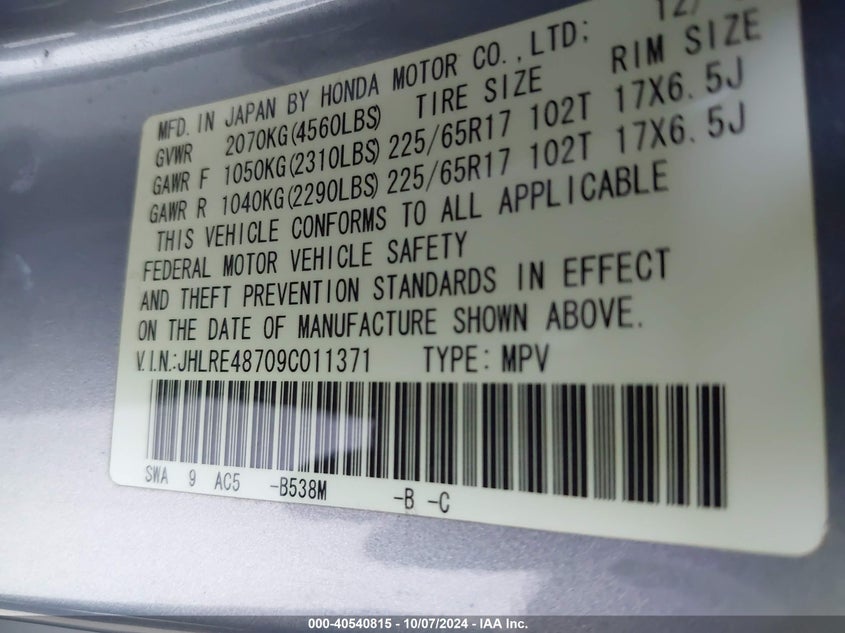 12/
MFD. IN JAPAN BY HONDA MOTOR CO.,LTD;
GVWR 2070KG(4560LBS) TIRE SIZE RIM SIZE
GAWR F 1050KG(2310LBS) 225/65R17 102T 17X6.5J
GAWR R 1040KG(2290LBS) 225/65R17 102T 17X6.5J
THIS VEHICLE CONFORMS TO ALL APPLICABLE
FEDERAL MOTOR VEHICLE SAFETY
AND THEFT PREVENTION STANDARDS IN EFFECT
ON THE DATE OF MANUFACTURE SHOWN ABOVE.
V.I.N.:JHLRE48709C011371 TYPE: MPV
SWA 9 AC5 -B538M -B -C
000-40540815 - 10/07/2024 - IAA Inc.